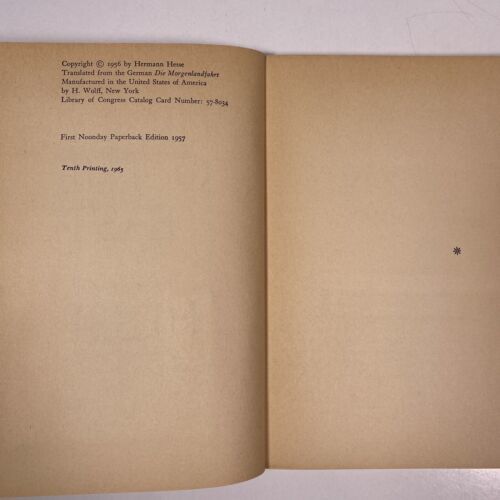 Copyright © 1956 by Hermann Hesse
Translated from the German Die Morgenlandfahrt
Manufactured in the United States of America
by H. Wolff, New York
Library of Congress Catalog Card Number: 57-8034
First Noonday Paperback Edition 1957
Tenth Printing, 1965
*